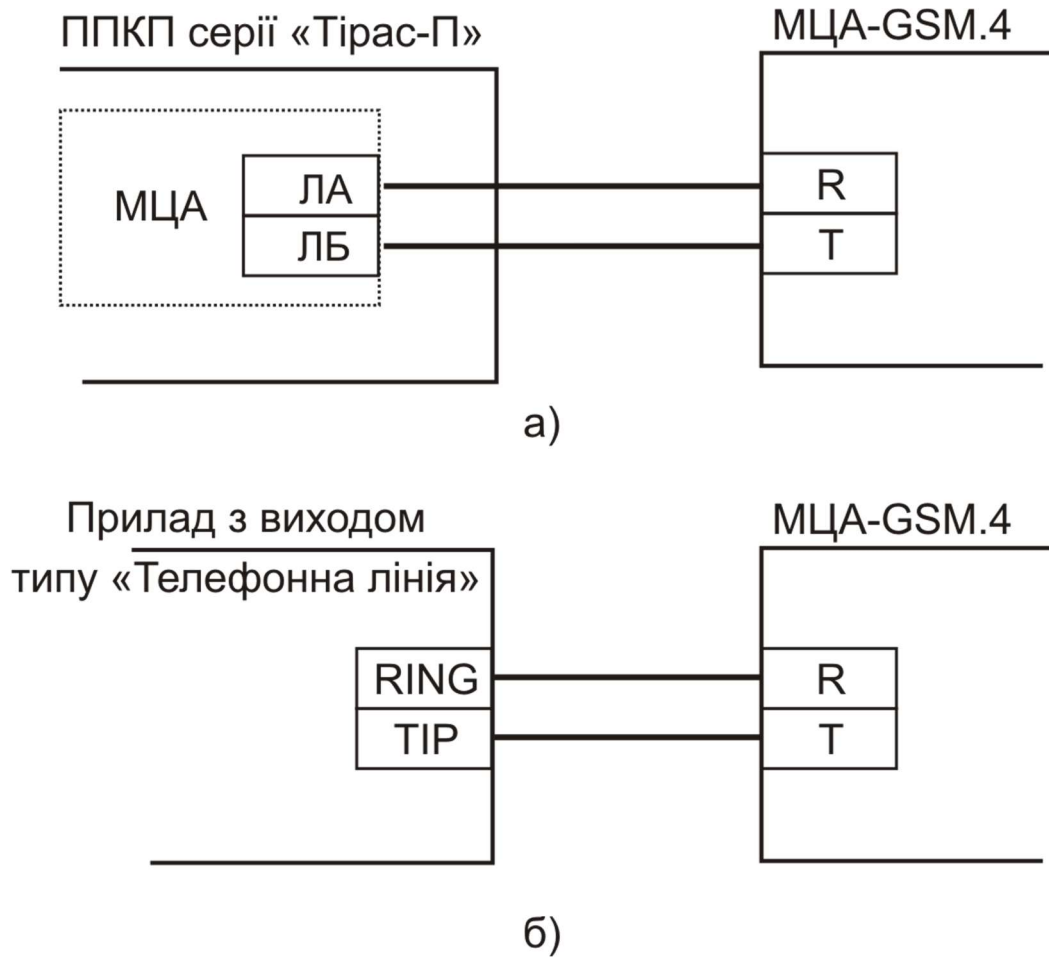 ППКП серії «Тірас-П»
МЦА-GSM.4
МЦА
ЛА
ЛБ
R
T
а)
Прилад з виходом
типу «Телефонна лінія»
МЦА-GSM.4
RING
TIP
R
T
б)